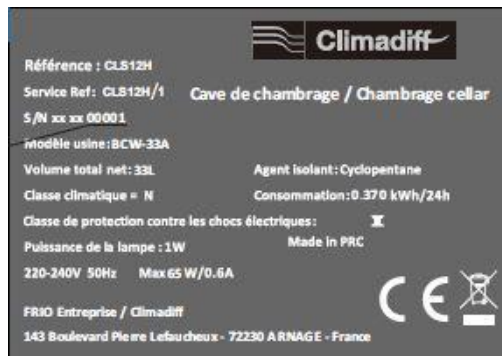 Climadiff
Référence : CLS12H
Service Ref: CLS12H/1
Cave de chambrage / Chambrage cellar
S/N xx xx 00001
Modèle usine: BCW-33A
Volume total net: 33L
Agent isolant: Cyclopentane
Classe climatique = N
Consommation: 0.370 kWh/24h
Classe de protection contre les chocs électriques: I
Puissance de la lampe : 1W
Made in PRC
220-240V 50Hz Max 65 W/0.6A
CE
FRIO Entreprise / Climadiff
143 Boulevard Pierre Lefaucheux - 72230 ARNAGE - France